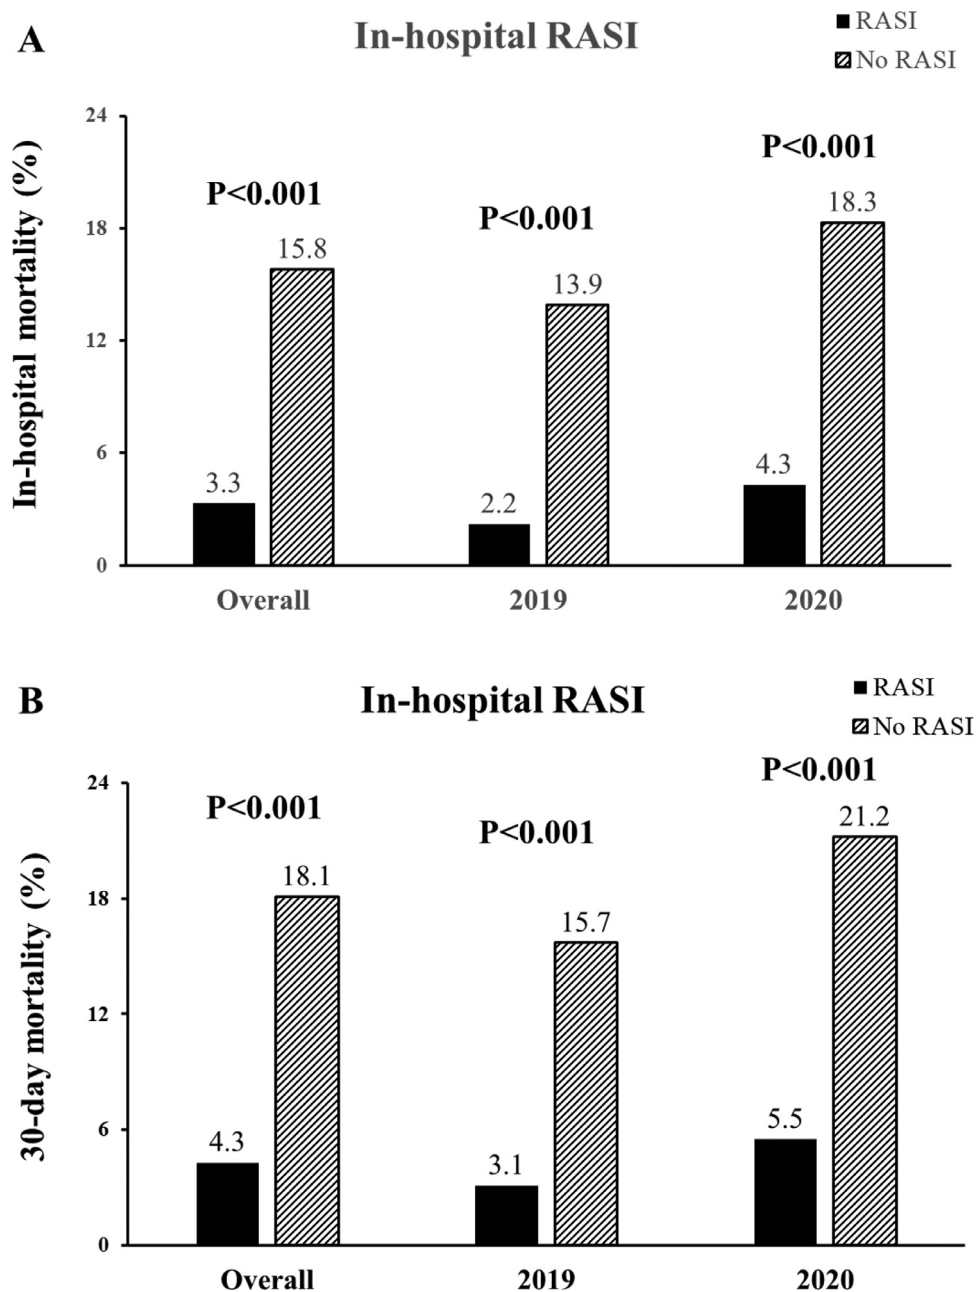 A
In-hospital RASI
RASI
No RASI
In-hospital mortality (%)
24
18
12
6
0
P<0.001
P<0.001
P<0.001
3.3
15.8
2.2
13.9
4.3
18.3
Overall
2019
2020
B
In-hospital RASI
RASI
No RASI
30-day mortality (%)
24
18
12
6
0
P<0.001
P<0.001
P<0.001
4.3
18.1
3.1
15.7
5.5
21.2
Overall
2019
2020